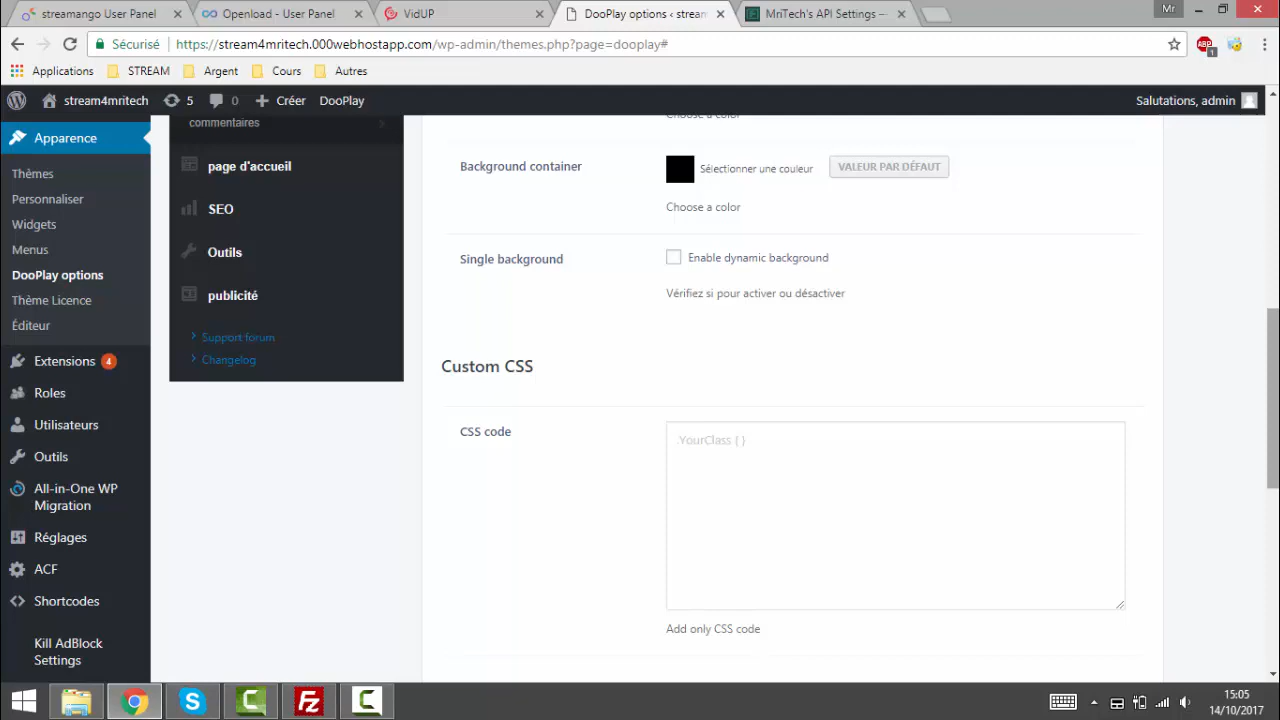 streamango User Panel
Openload - User Panel
VidUP
DooPlay options ‹ stream
MriTech's API Settings —
Mr
Sécurisé
https://stream4mritech.000webhostapp.com/wp-admin/themes.php?page=dooplay#
ABP
1
Applications
STREAM
Argent
Cours
Autres
stream4mritech
5
0
Créer
DooPlay
Salutations, admin
Apparence
Thèmes
Personnaliser
Widgets
Menus
DooPlay options
Thème Licence
Éditeur
Extensions 4
Roles
Utilisateurs
Outils
All-in-One WP
Migration
Réglages
ACF
Shortcodes
Kill AdBlock
Settings
commentaires
page d'accueil
SEO
Outils
publicité
Support forum
Changelog
Choose a color
Background container
Sélectionner une couleur
VALEUR PAR DÉFAUT
Choose a color
Single background
Enable dynamic background
Vérifiez si pour activer ou désactiver
Custom CSS
CSS code
.YourClass { }
Add only CSS code
15:05
14/10/2017